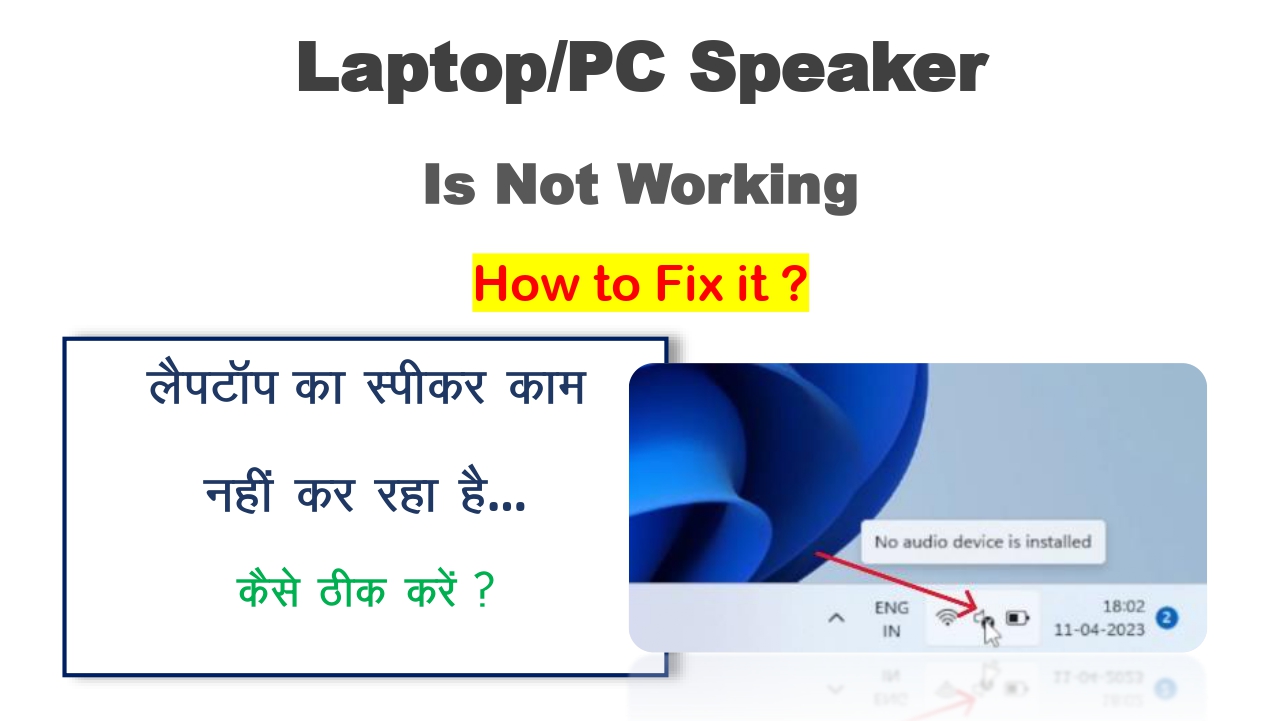 Laptop/PC Speaker
Is Not Working
How to Fix it ?
लैपटॉप का स्पीकर काम
नहीं कर रहा है...
कैसे ठीक करें ?
No audio device is installed
ENG
IN
18:02
11-04-2023
2